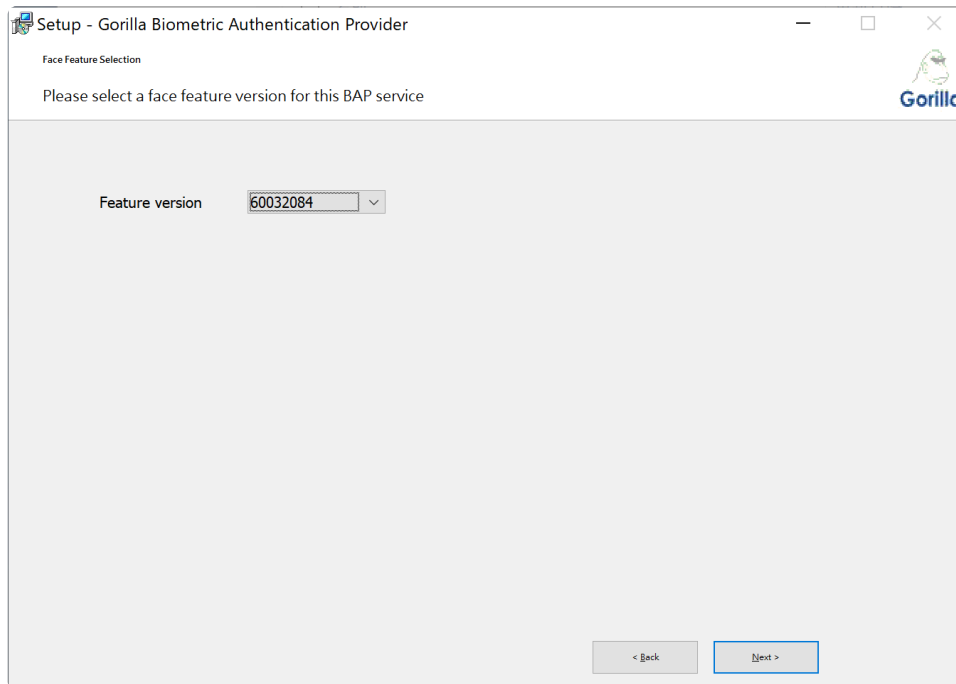 Setup - Gorilla Biometric Authentication Provider
Face Feature Selection
Please select a face feature version for this BAP service
Gorilla
Feature version
60032084
< Back
Next >